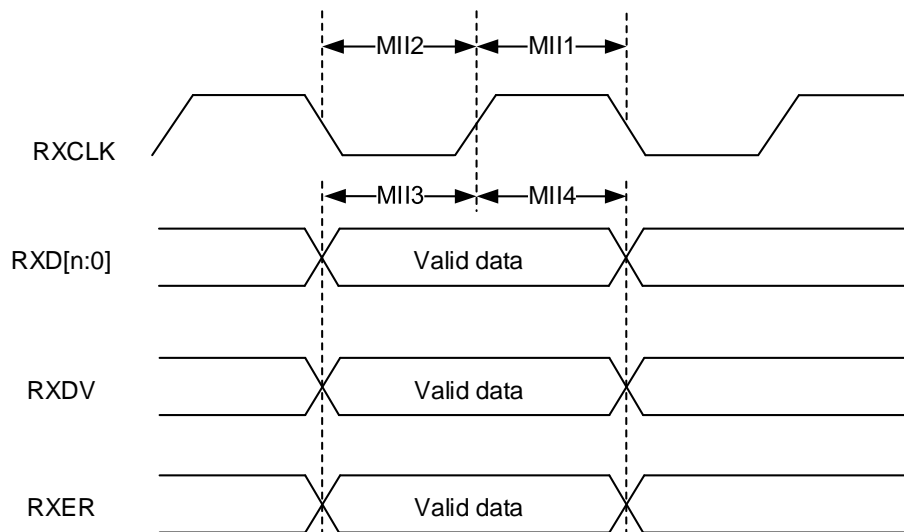 MII2 MII1
RXCLK
MII3 MII4
RXD[n:0] Valid data
RXDV Valid data
RXER Valid data